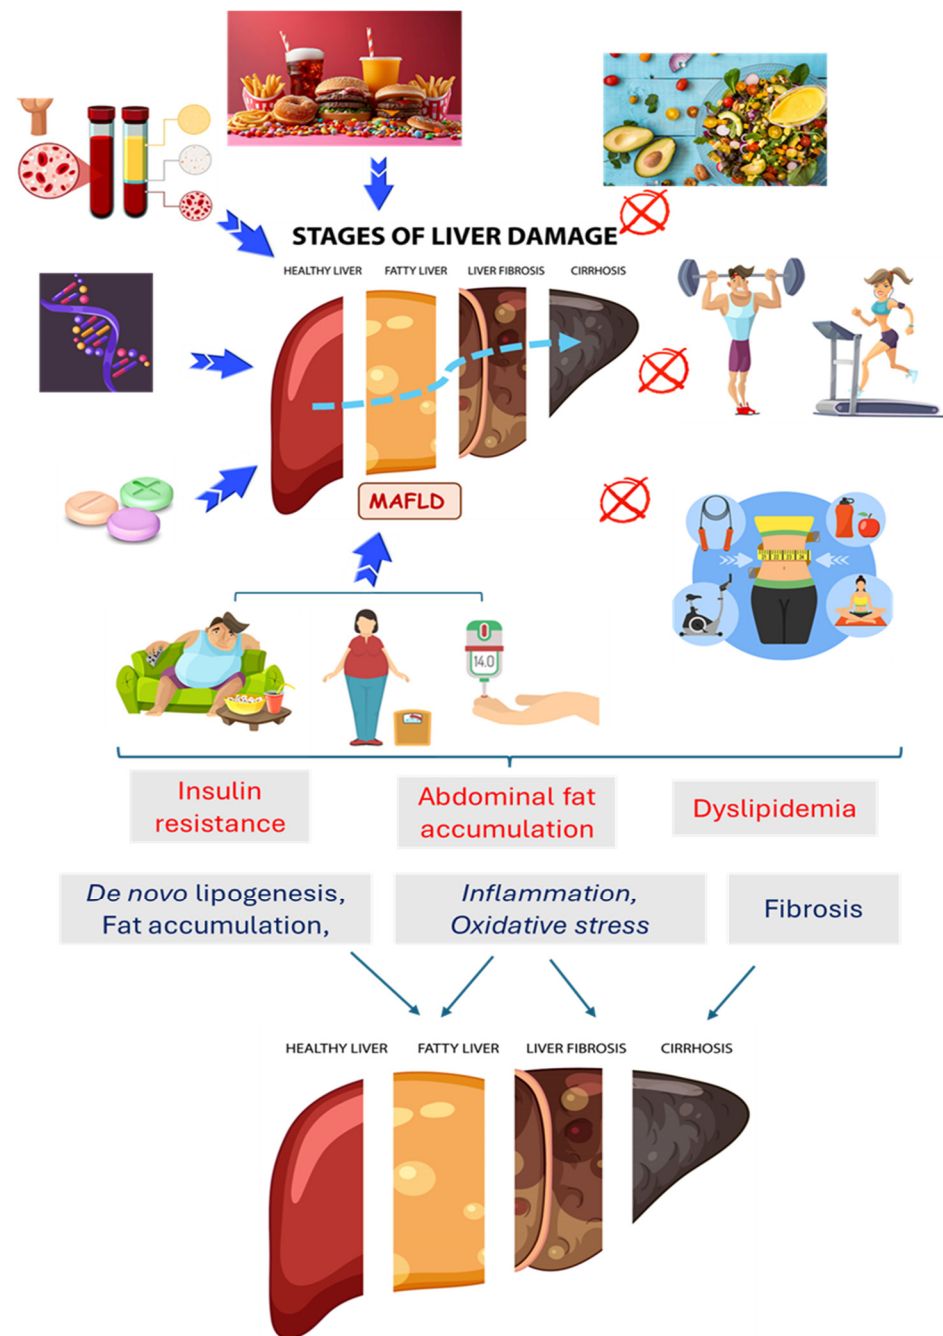 STAGES OF LIVER DAMAGE
HEALTHY LIVER
FATTY LIVER
LIVER FIBROSIS
CIRRHOSIS
MAFLD
14.0
Insulin
resistance
Abdominal fat
accumulation
Dyslipidemia
De novo lipogenesis,
Fat accumulation,
Inflammation,
Oxidative stress
Fibrosis
HEALTHY LIVER
FATTY LIVER
LIVER FIBROSIS
CIRRHOSIS